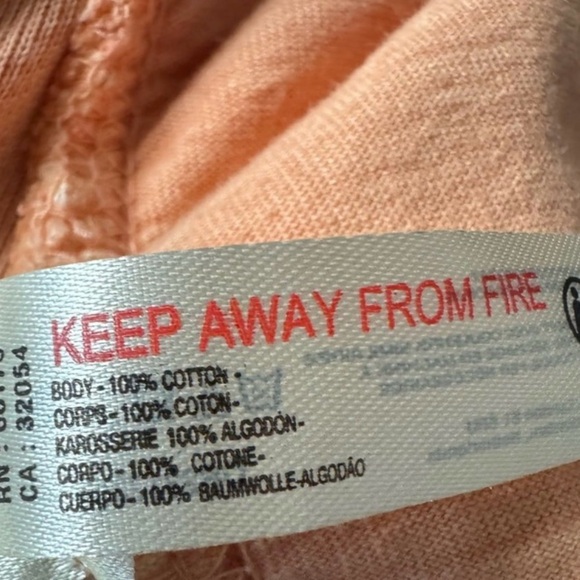 KEEP AWAY FROM FIRE
BODY - 100% COTTON -
CORPS - 100% COTON-
KAROSSERIE 100% ALGODÓN-
CORPO - 100% COTONE-
CUERPO - 100% BAUMWOLLE-ALGODÃO
RN :
CA : 32054